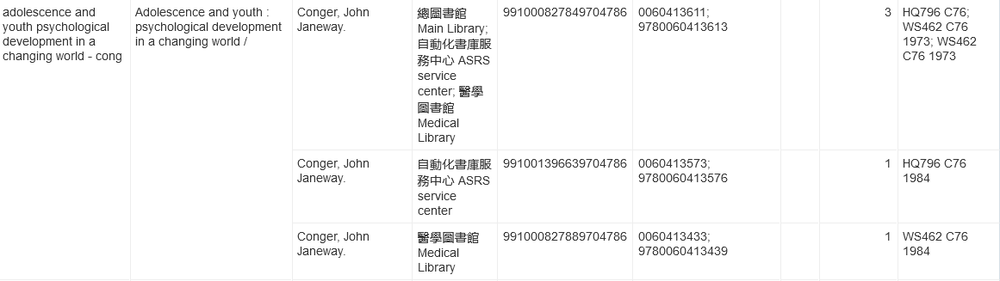 adolescence and
youth psychological
development in a
changing world - cong
Adolescence and youth :
psychological development
in a changing world /
Conger, John
Janeway.
總圖書館
Main Library;
自動化書庫服
務中心 ASRS
service
center; 醫學
圖書館
Medical
Library
991000827849704786
0060413611;
9780060413613
3
HQ796 C76;
WS462 C76
1973; WS462
C76 1973
Conger, John
Janeway.
自動化書庫服
務中心 ASRS
service
center
991001396639704786
0060413573;
9780060413576
1
HQ796 C76
1984
Conger, John
Janeway.
醫學圖書館
Medical
Library
991000827889704786
0060413433;
9780060413439
1
WS462 C76
1984